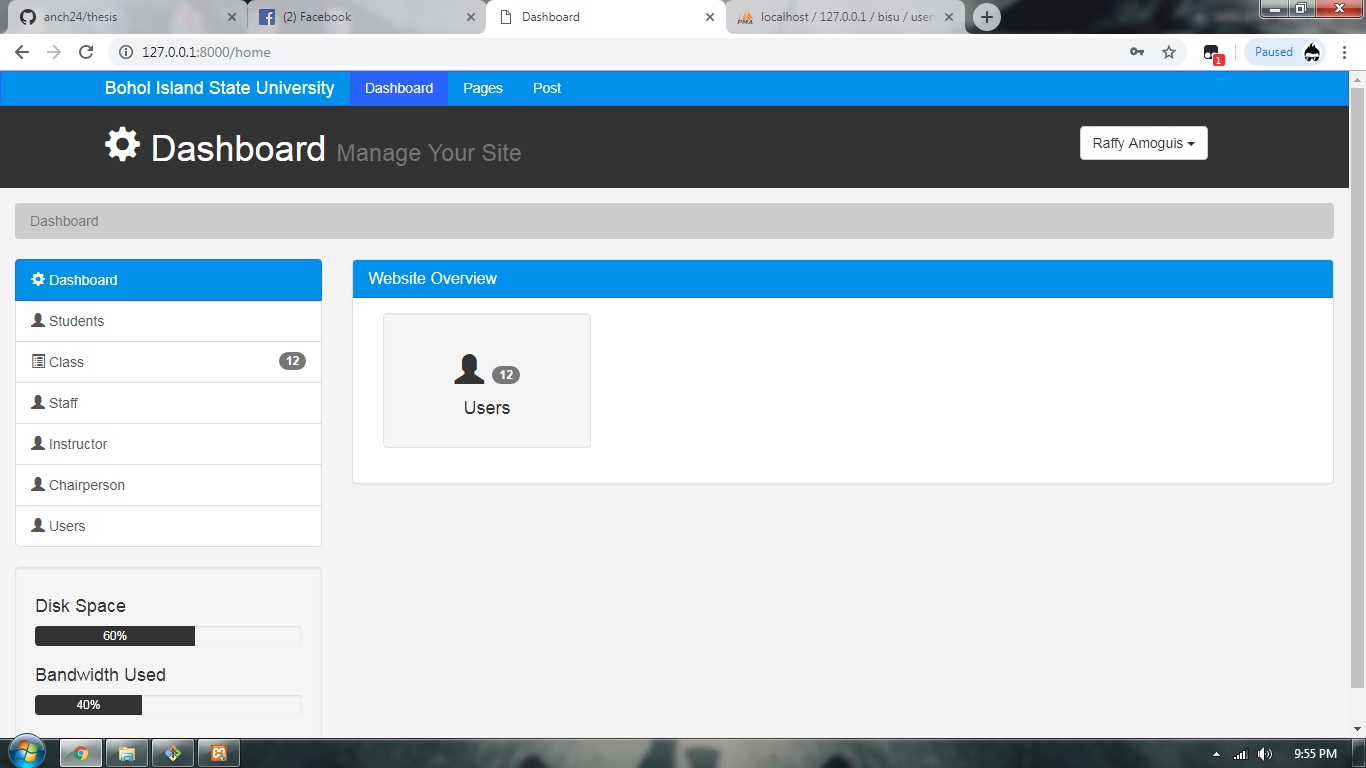 anch24/thesis
(2) Facebook
Dashboard
localhost / 127.0.0.1 / bisu / user
127.0.0.1:8000/home
1
Paused
Bohol Island State University
Dashboard
Pages
Post
Dashboard Manage Your Site
Raffy Amoguis
Dashboard
Dashboard
Students
Class 12
Staff
Instructor
Chairperson
Users
Website Overview
12
Users
Disk Space
60%
Bandwidth Used
40%
9:55 PM